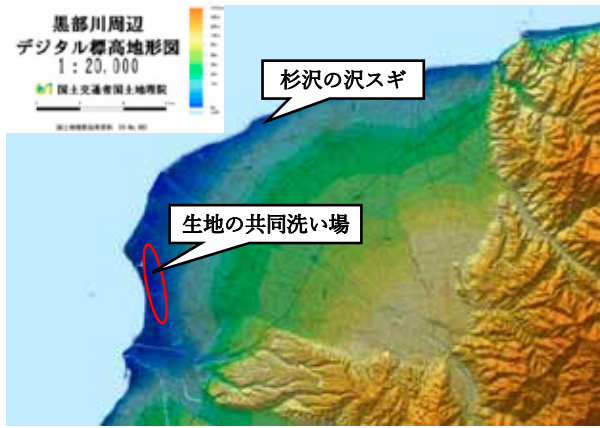 黒部川周辺
デジタル標高地形図
1：20,000
国土交通省国土地理院
杉沢の沢スギ
生地の共同洗い場